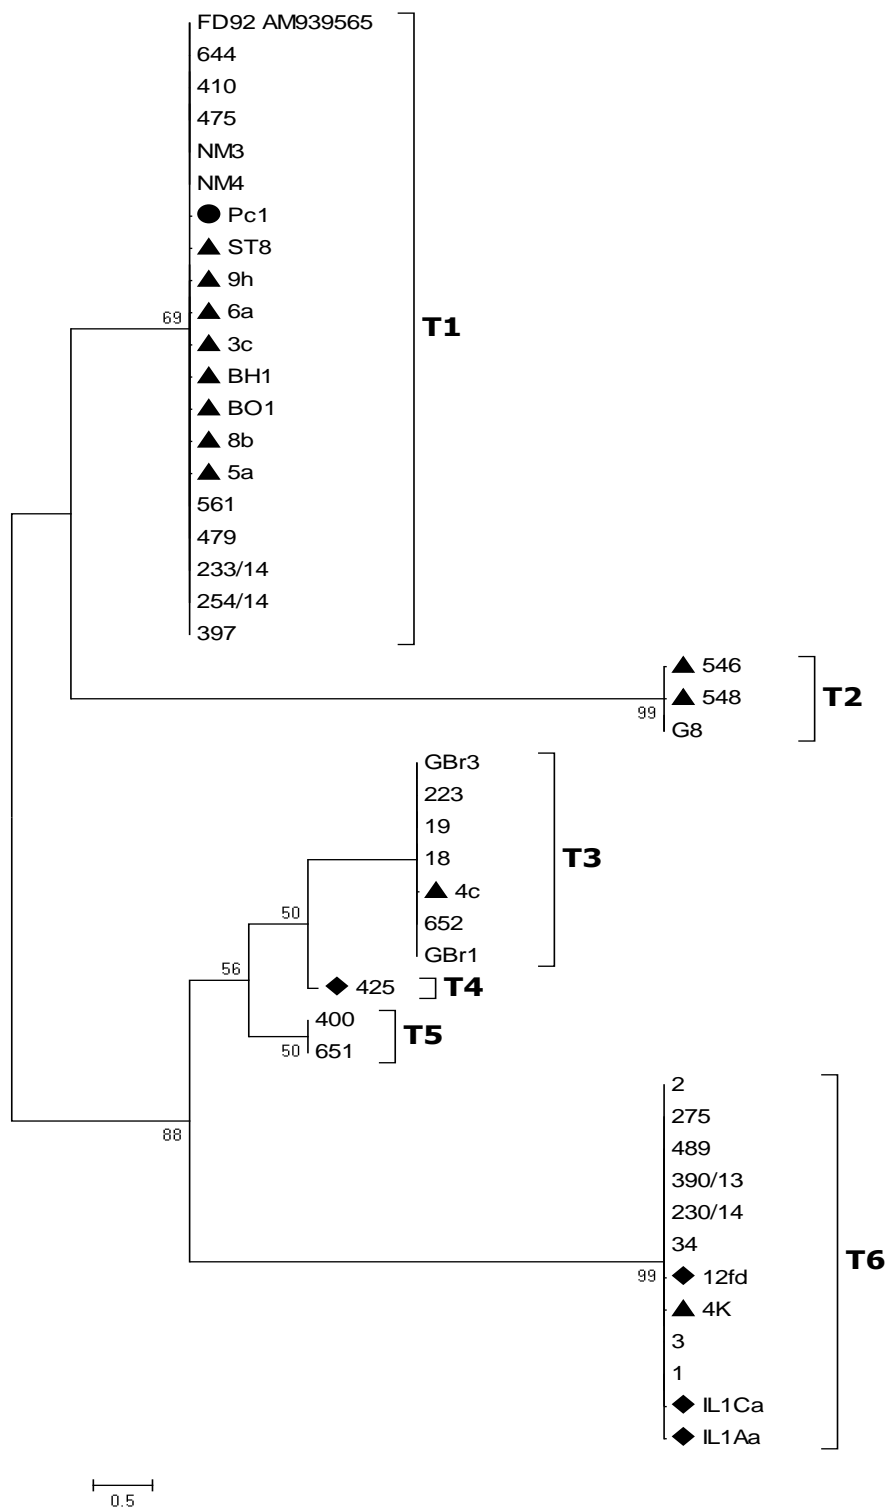 FD92 AM939565
644
410
475
NM3
NM4
Pc1
ST8
9h
6a
69
3c
T1
BH1
BO1
8b
5a
561
479
233/14
254/14
397
546
548
T2
99
G8
GBr3
223
19
18
T3
4c
50
652
GBr1
56
425
T4
400
T5
50
651
2
275
88
489
390/13
230/14
34
T6
99
12fd
4K
3
1
IL1Ca
IL1Aa
0.5